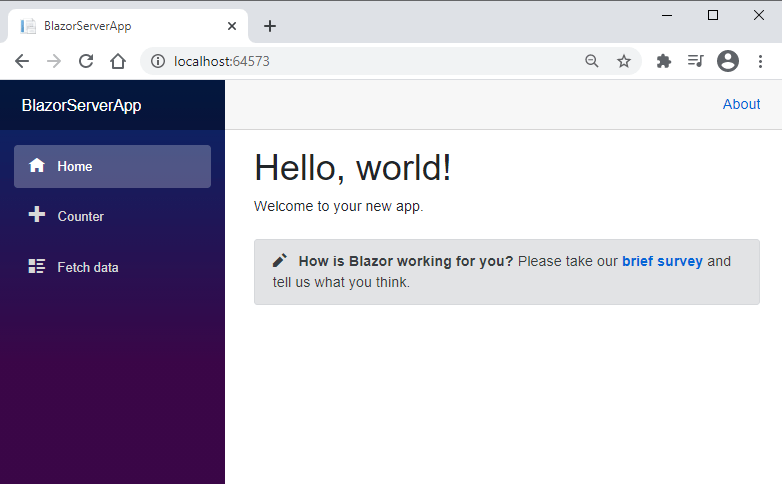 BlazorServerApp
localhost:64573
BlazorServerApp
About
Home
Counter
Fetch data
Hello, world!
Welcome to your new app.
How is Blazor working for you? Please take our brief survey and
tell us what you think.